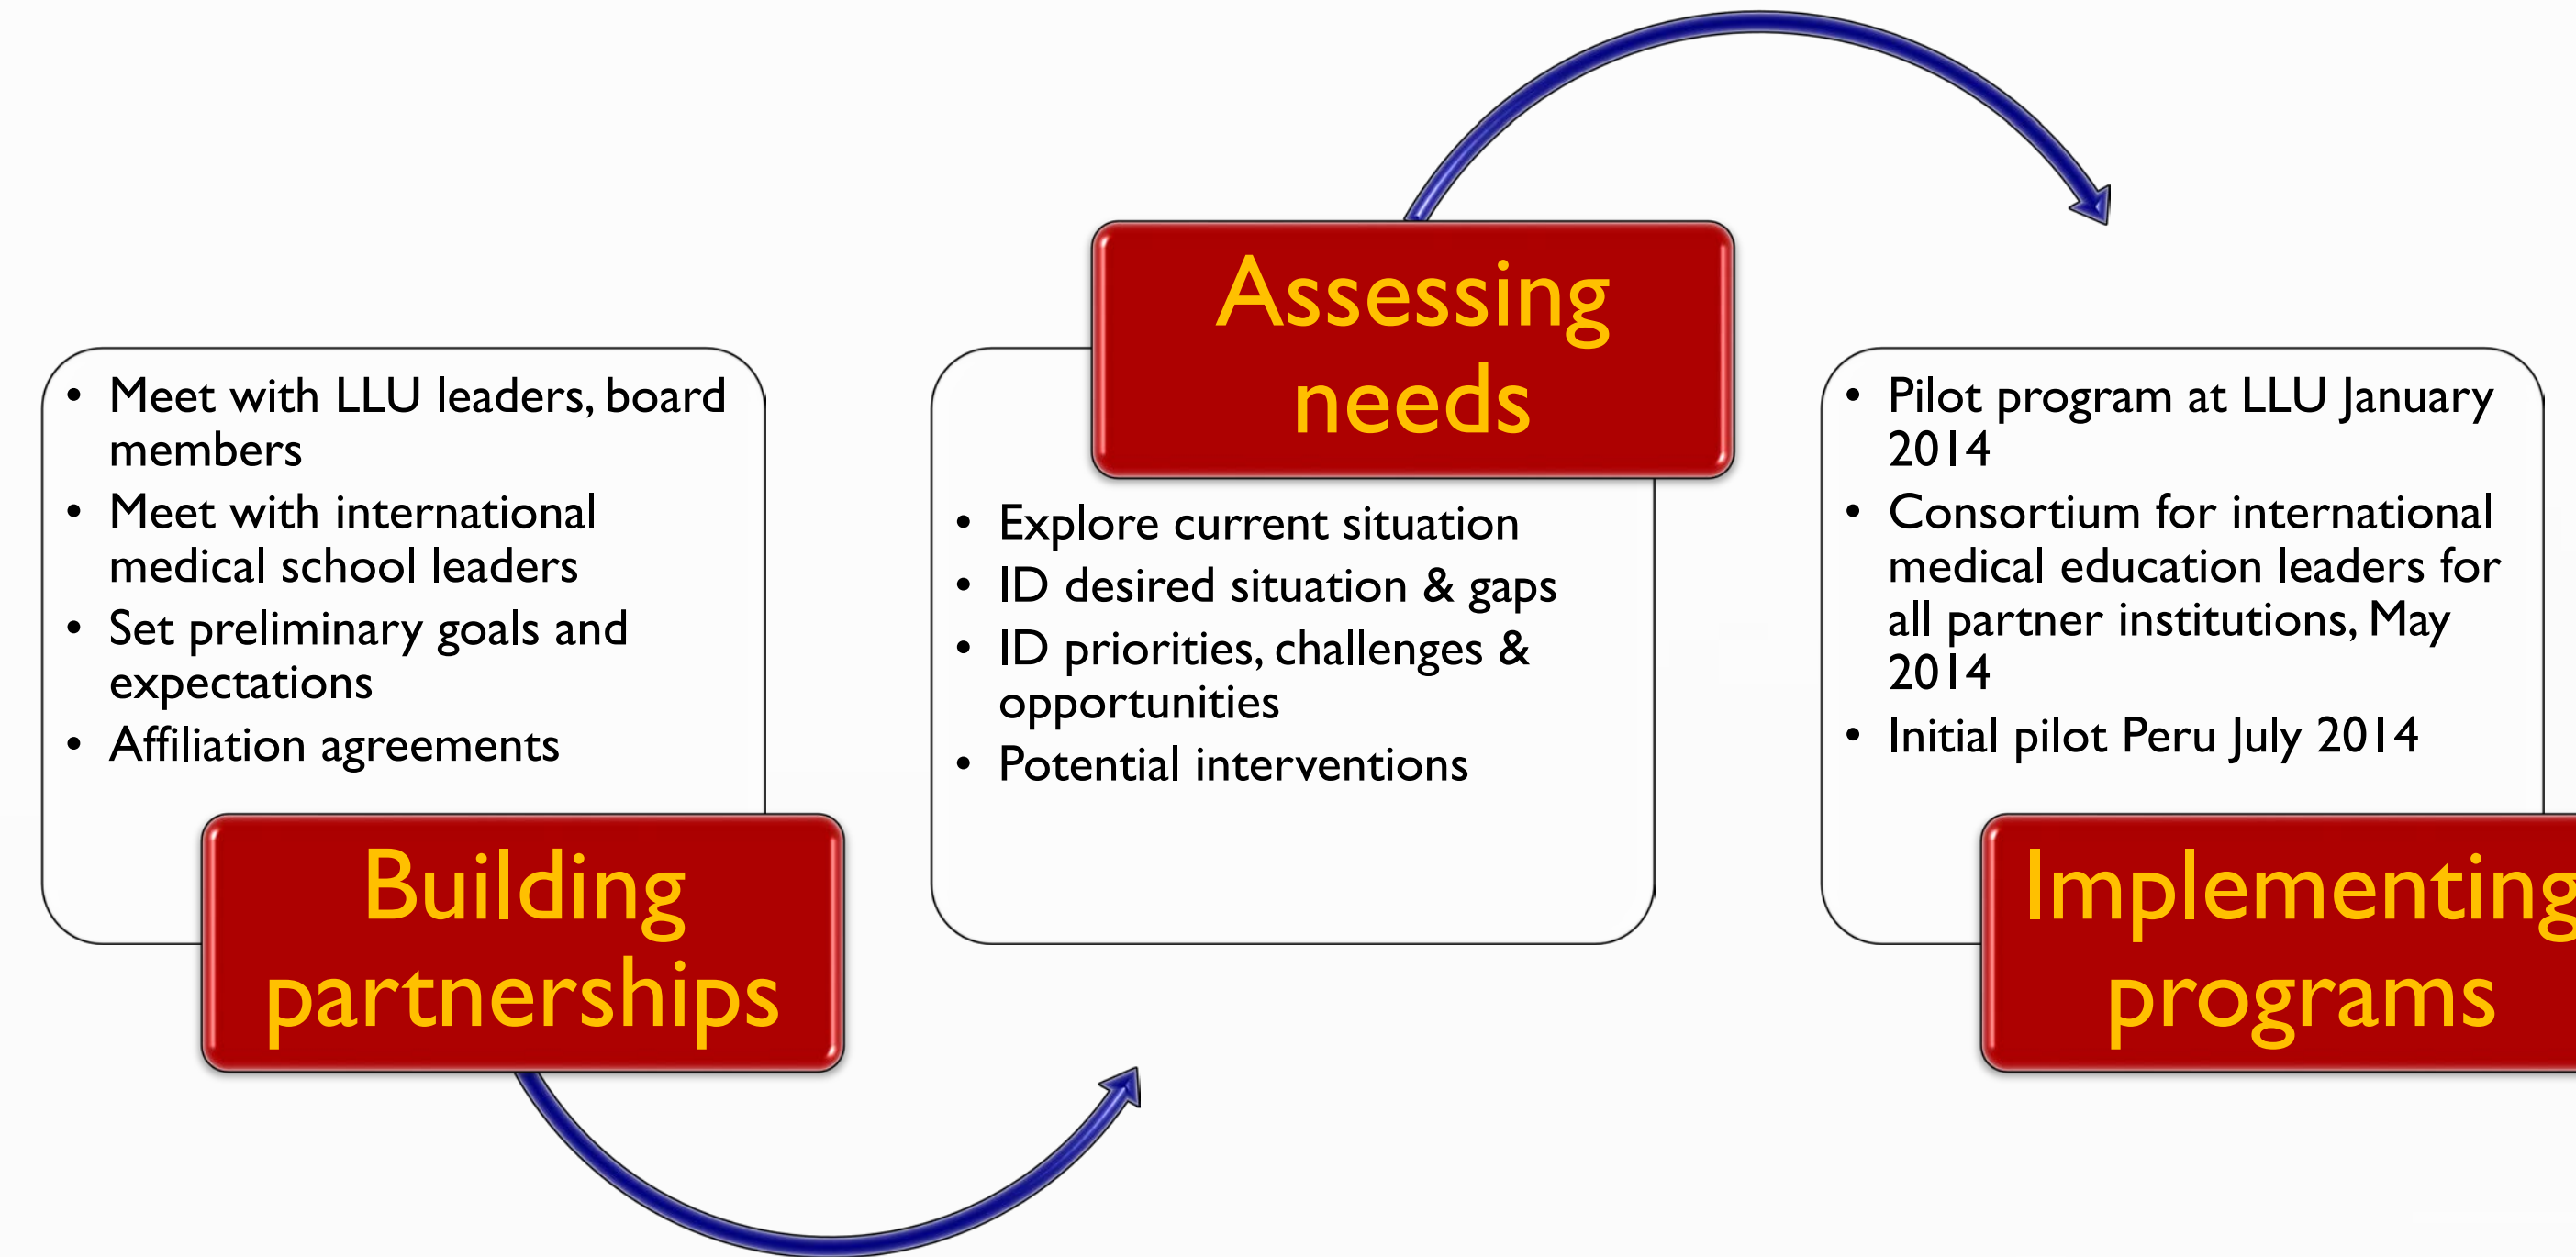 • Meet with LLU leaders, board
members
• Meet with international
medical school leaders
• Set preliminary goals and
expectations
• Affiliation agreements
Building
partnerships
Assessing
needs
• Explore current situation
• ID desired situation & gaps
• ID priorities, challenges &
opportunities
• Potential interventions
• Pilot program at LLU January
2014
• Consortium for international
medical education leaders for
all partner institutions, May
2014
• Initial pilot Peru July 2014
Implementing
programs